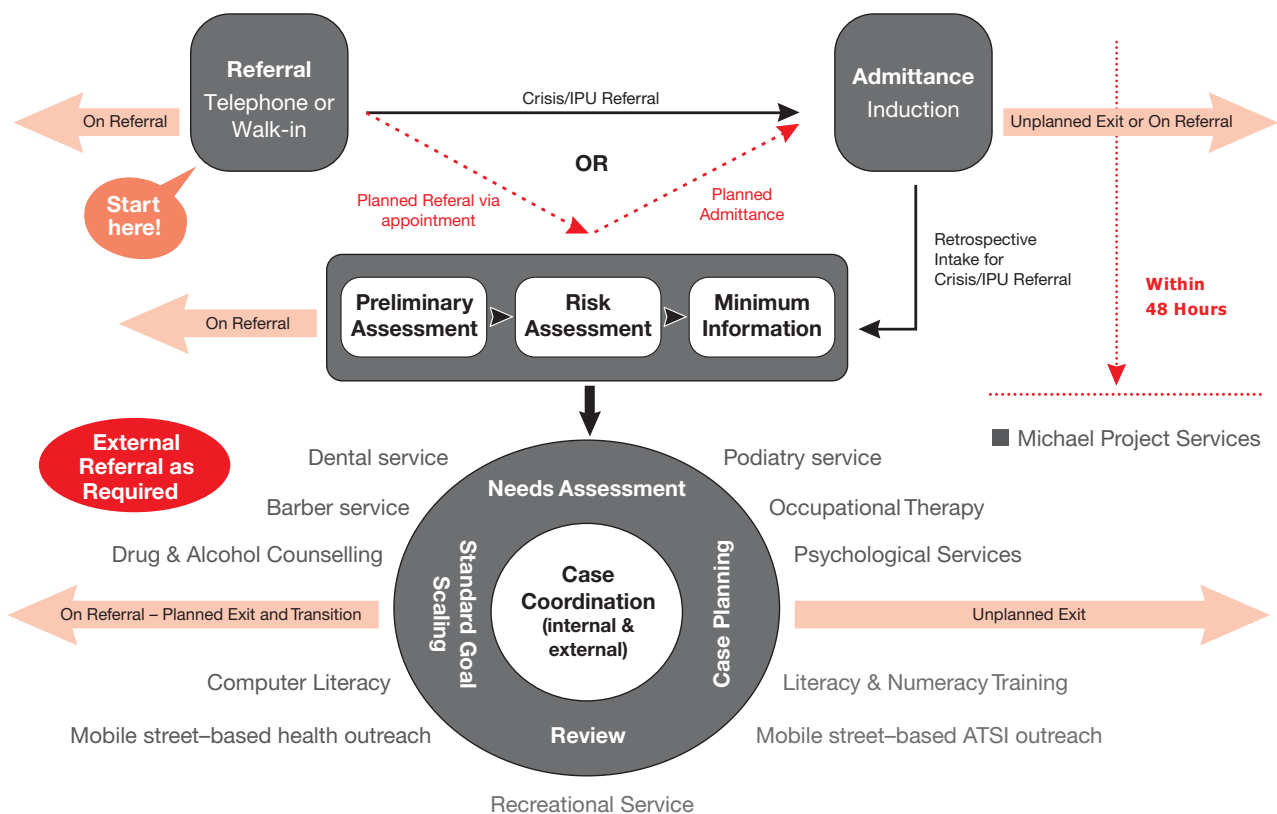 Referral
Telephone or
Walk-in
On Referral
Start
here!
Crisis/IPU Referral
OR
Planned Referal via
appointment
Planned
Admittance
Admittance
Induction
Unplanned Exit or On Referral
Retrospective
Intake for
Crisis/IPU Referral
Within
48 Hours
Preliminary
Assessment
Risk
Assessment
Minimum
Information
On Referral
Michael Project Services
External
Referral as
Required
Dental service
Barber service
Drug & Alcohol Counselling
On Referral – Planned Exit and Transition
Computer Literacy
Mobile street–based health outreach
Needs Assessment
Standard Goal
Scaling
Case
Coordination
(internal &
external)
Case Planning
Review
Podiatry service
Occupational Therapy
Psychological Services
Unplanned Exit
Literacy & Numeracy Training
Mobile street–based ATSI outreach
Recreational Service